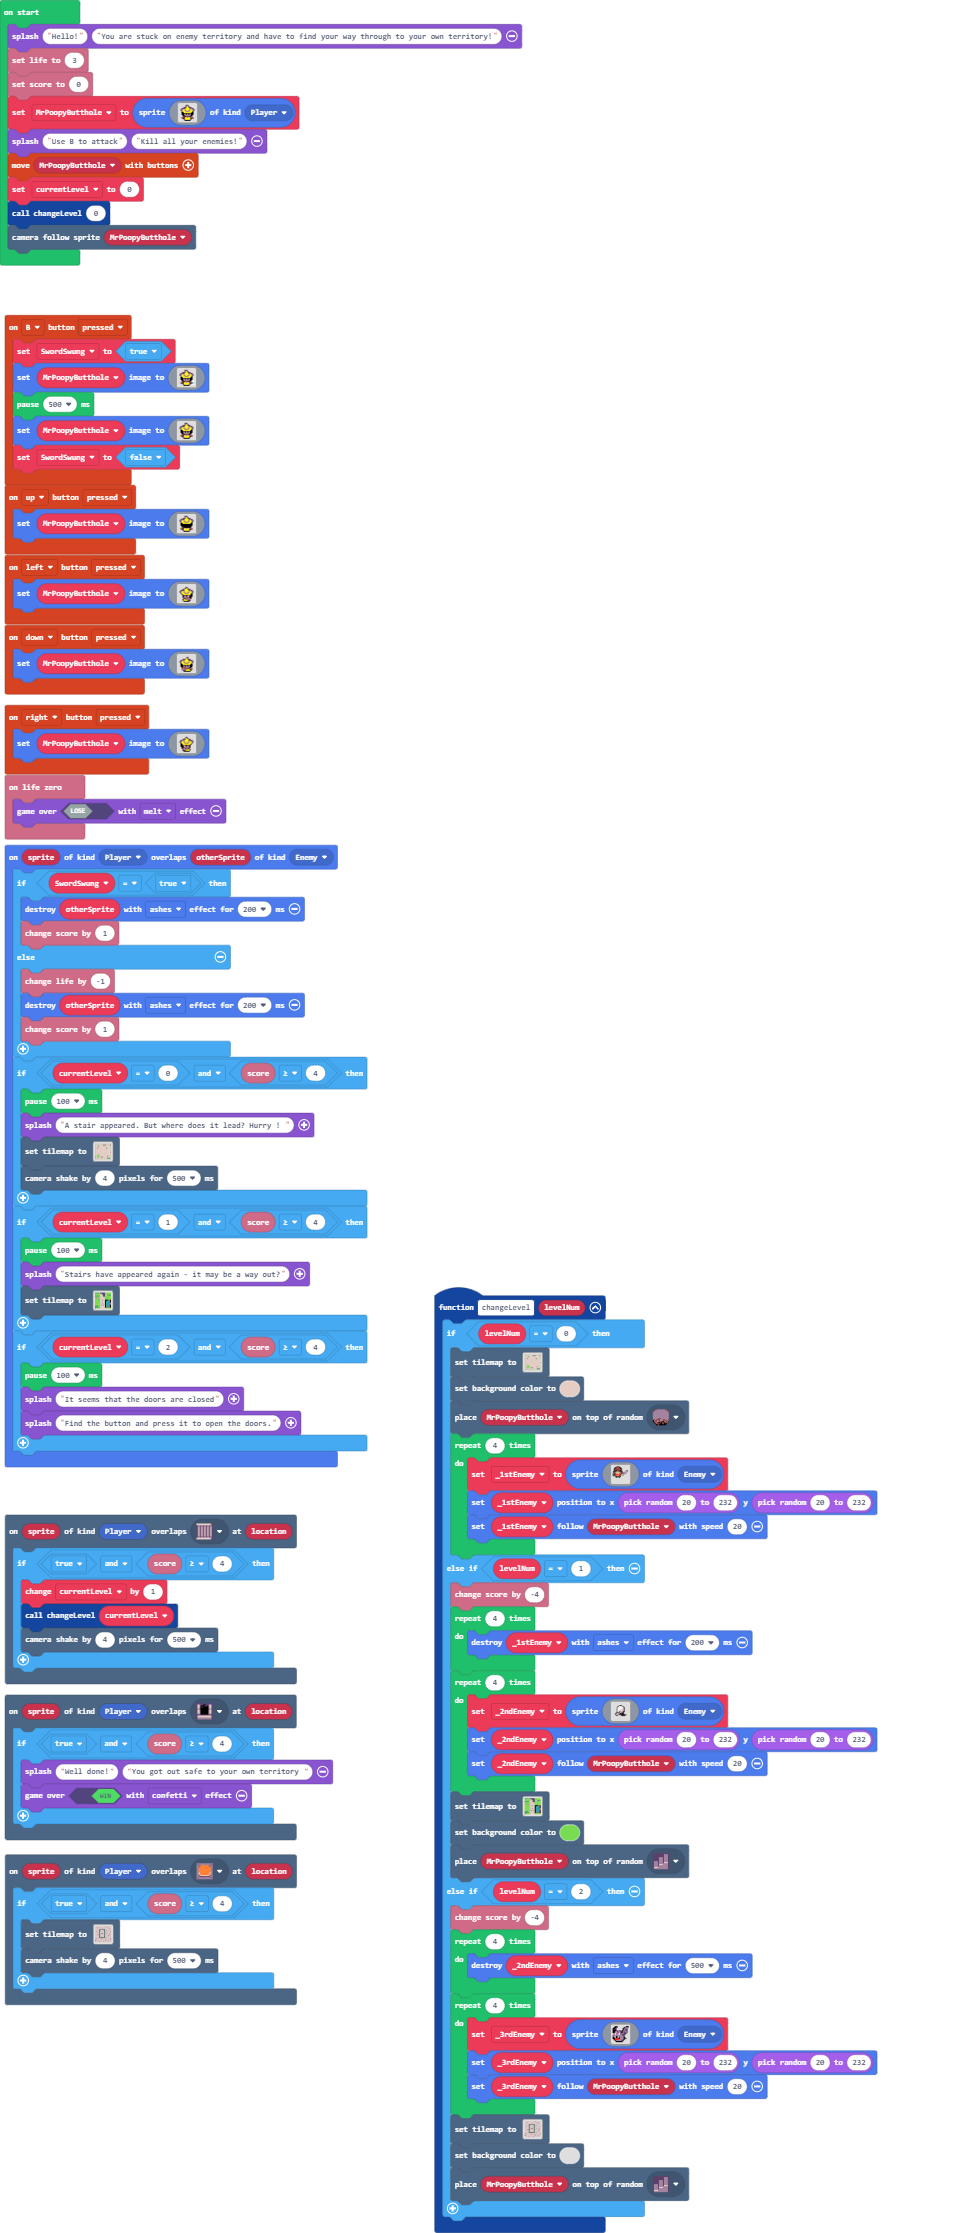 on start
splash "Hello!" "You are stuck on enemy territory and have to find your way through to your own territory!"
set life to 3
set score to 0
set MrPoopyButthole to sprite of kind Player
splash "Use B to attack" "Kill all your enemies!"
move MrPoopyButthole with buttons
set currentLevel to 0
call changeLevel 0
camera follow sprite MrPoopyButthole
on B button pressed
set SwordSwung to true
set MrPoopyButthole image to
pause 500 ms
set MrPoopyButthole image to
set SwordSwung to false
on up button pressed
set MrPoopyButthole image to
on left button pressed
set MrPoopyButthole image to
on down button pressed
set MrPoopyButthole image to
on right button pressed
set MrPoopyButthole image to
on life zero
game over LOSE with melt effect
on sprite of kind Player overlaps otherSprite of kind Enemy
if SwordSwung = true then
destroy otherSprite with ashes effect for 200 ms
change score by 1
else
change life by -1
destroy otherSprite with ashes effect for 200 ms
change score by 1
if currentLevel = 0 and score ≥ 4 then
pause 100 ms
splash "A stair appeared. But where does it lead? Hurry ! "
set tilemap to
camera shake by 4 pixels for 500 ms
if currentLevel = 1 and score ≥ 4 then
pause 100 ms
splash "Stairs have appeared again - it may be a way out?"
set tilemap to
if currentLevel = 2 and score ≥ 4 then
pause 100 ms
splash "It seems that the doors are closed"
splash "Find the button and press it to open the doors."
on sprite of kind Player overlaps at location
if true and score ≥ 4 then
change currentLevel by 1
call changeLevel currentLevel
camera shake by 4 pixels for 500 ms
on sprite of kind Player overlaps at location
if true and score ≥ 4 then
splash "Well done!" "You got out safe to your own territory "
game over WIN with confetti effect
on sprite of kind Player overlaps at location
if true and score ≥ 4 then
set tilemap to
camera shake by 4 pixels for 500 ms
function changeLevel levelNum
if levelNum = 0 then
set tilemap to
set background color to
place MrPoopyButthole on top of random
repeat 4 times
do set _1stEnemy to sprite of kind Enemy
set _1stEnemy position to x pick random 20 to 232 y pick random 20 to 232
set _1stEnemy follow MrPoopyButthole with speed 20
else if levelNum = 1 then
change score by -4
repeat 4 times
do destroy _1stEnemy with ashes effect for 200 ms
repeat 4 times
do set _2ndEnemy to sprite of kind Enemy
set _2ndEnemy position to x pick random 20 to 232 y pick random 20 to 232
set _2ndEnemy follow MrPoopyButthole with speed 20
set tilemap to
set background color to
place MrPoopyButthole on top of random
else if levelNum = 2 then
change score by -4
repeat 4 times
do destroy _2ndEnemy with ashes effect for 500 ms
repeat 4 times
do set _3rdEnemy to sprite of kind Enemy
set _3rdEnemy position to x pick random 20 to 232 y pick random 20 to 232
set _3rdEnemy follow MrPoopyButthole with speed 20
set tilemap to
set background color to
place MrPoopyButthole on top of random